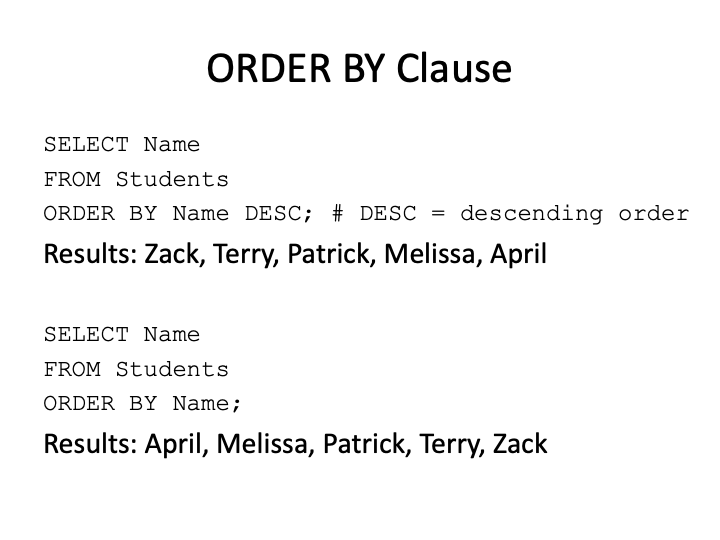 ORDER BY Clause
SELECT Name
FROM Students
ORDER BY Name DESC; # DESC = descending order
Results: Zack, Terry, Patrick, Melissa, April
SELECT Name
FROM Students
ORDER BY Name;
Results: April, Melissa, Patrick, Terry, Zack